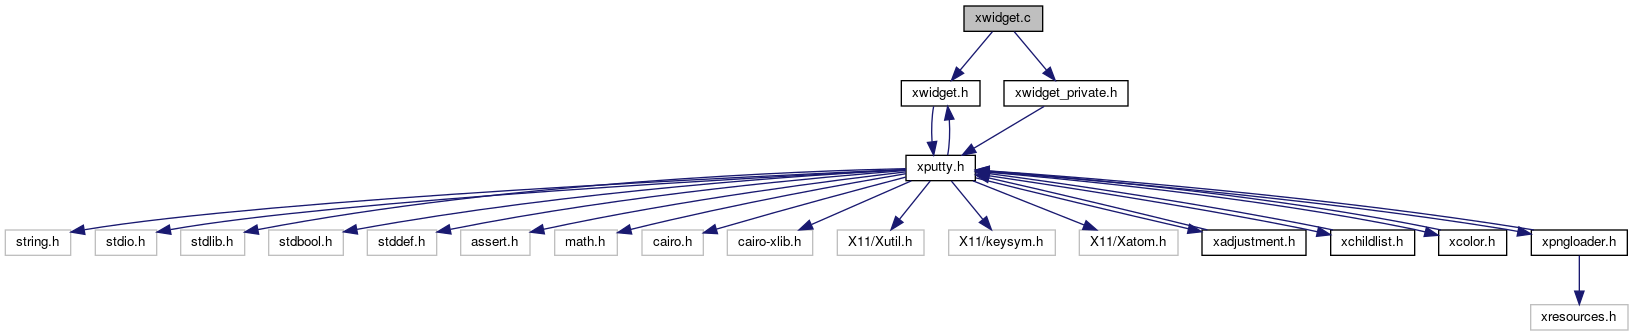 xwidget.c
xwidget.h
xwidget_private.h
xputty.h
string.h
stdio.h
stdlib.h
stdbool.h
stddef.h
assert.h
math.h
cairo.h
cairo-xlib.h
X11/Xutil.h
X11/keysym.h
X11/Xatom.h
xadjustment.h
xchildlist.h
xcolor.h
xpngloader.h
xresources.h